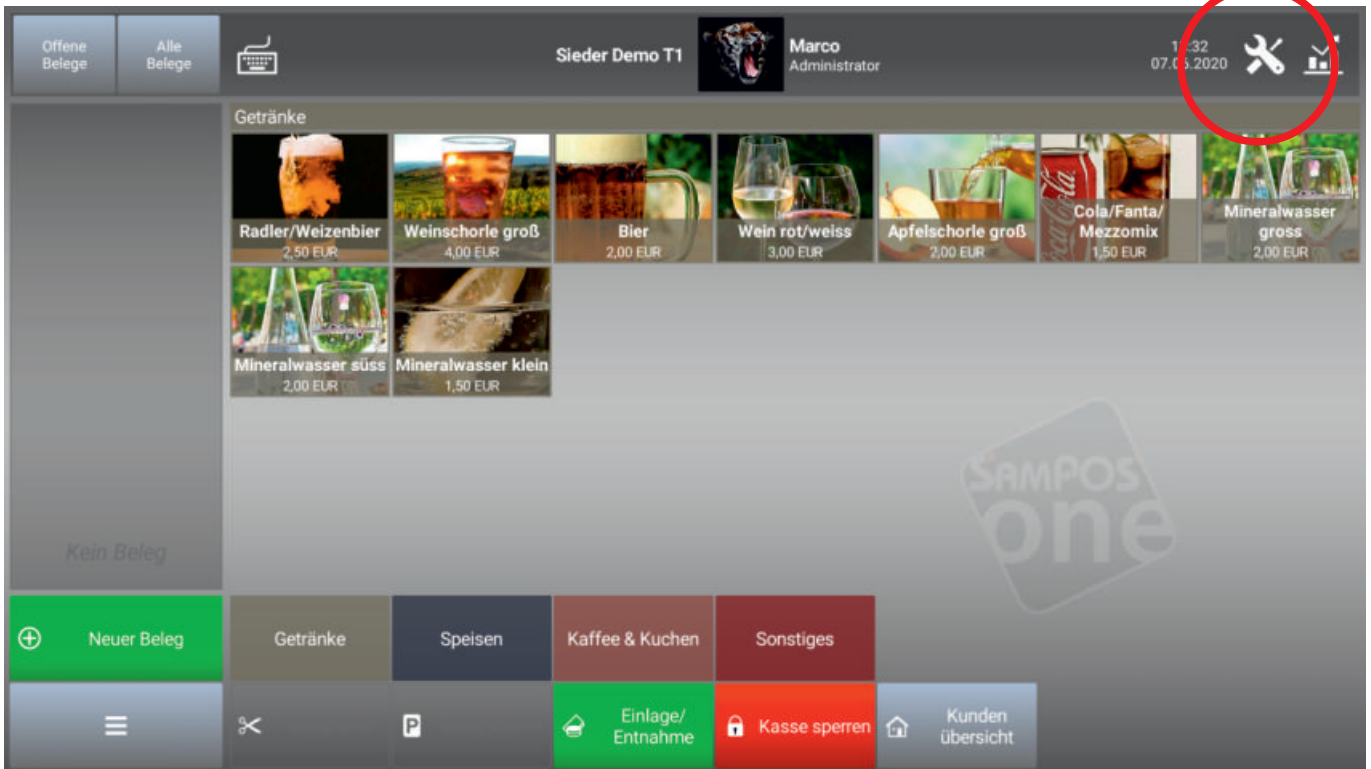 Offene
Belege
Alle
Belege
Sieder Demo T1
Marco
Administrator
07.06.2020
Getränke
Radler/Weizenbier
2,50 EUR
Weinschorle groß
4,00 EUR
Bier
2,00 EUR
Wein rot/weiss
3,00 EUR
Apfelschorle groß
2,00 EUR
Coca-Cola
Cola/Fanta/
Mezzomix
1,50 EUR
Mineralwasser
gross
2,00 EUR
Mineralwasser süss
2,00 EUR
Mineralwasser klein
1,50 EUR
SAMPOS
one
Kein Beleg
Neuer Beleg
Getränke
Speisen
Kaffee & Kuchen
Sonstiges
P
Einlage/
Entnahme
Kasse sperren
Kunden
übersicht